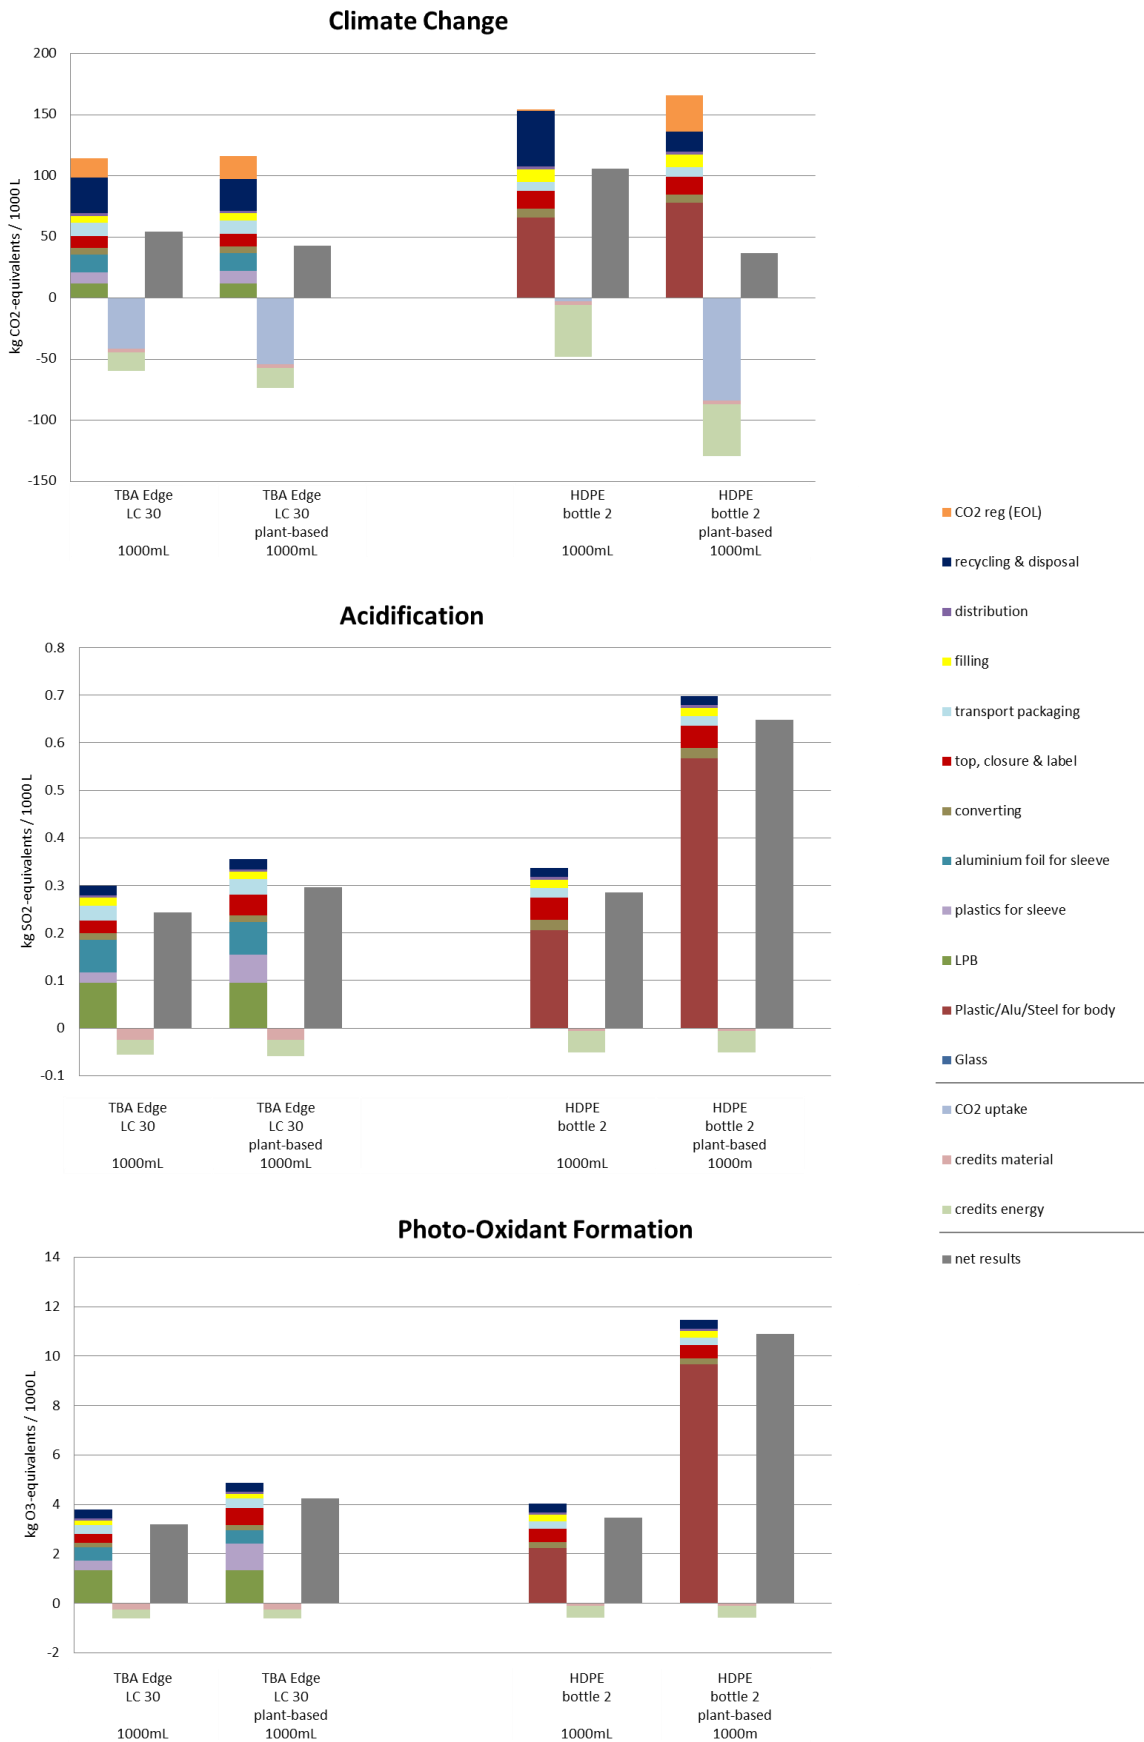 Climate Change
200
150
100
50
0
-50
-100
-150
kg CO2-equivalents / 1000 L
TBA Edge
LC 30
1000mL
TBA Edge
LC 30
plant-based
1000mL
HDPE
bottle 2
1000mL
HDPE
bottle 2
plant-based
1000mL
Acidification
0.8
0.7
0.6
0.5
0.4
0.3
0.2
0.1
0
-0.1
kg SO2-equivalents / 1000 L
TBA Edge
LC 30
1000mL
TBA Edge
LC 30
plant-based
1000mL
HDPE
bottle 2
1000mL
HDPE
bottle 2
plant-based
1000m
Photo-Oxidant Formation
14
12
10
8
6
4
2
0
-2
kg O3-equivalents / 1000 L
TBA Edge
LC 30
1000mL
TBA Edge
LC 30
plant-based
1000mL
HDPE
bottle 2
1000mL
HDPE
bottle 2
plant-based
1000m
CO2 reg (EOL)
recycling & disposal
distribution
filling
transport packaging
top, closure & label
converting
aluminium foil for sleeve
plastics for sleeve
LPB
Plastic/Alu/Steel for body
Glass
CO2 uptake
credits material
credits energy
net results